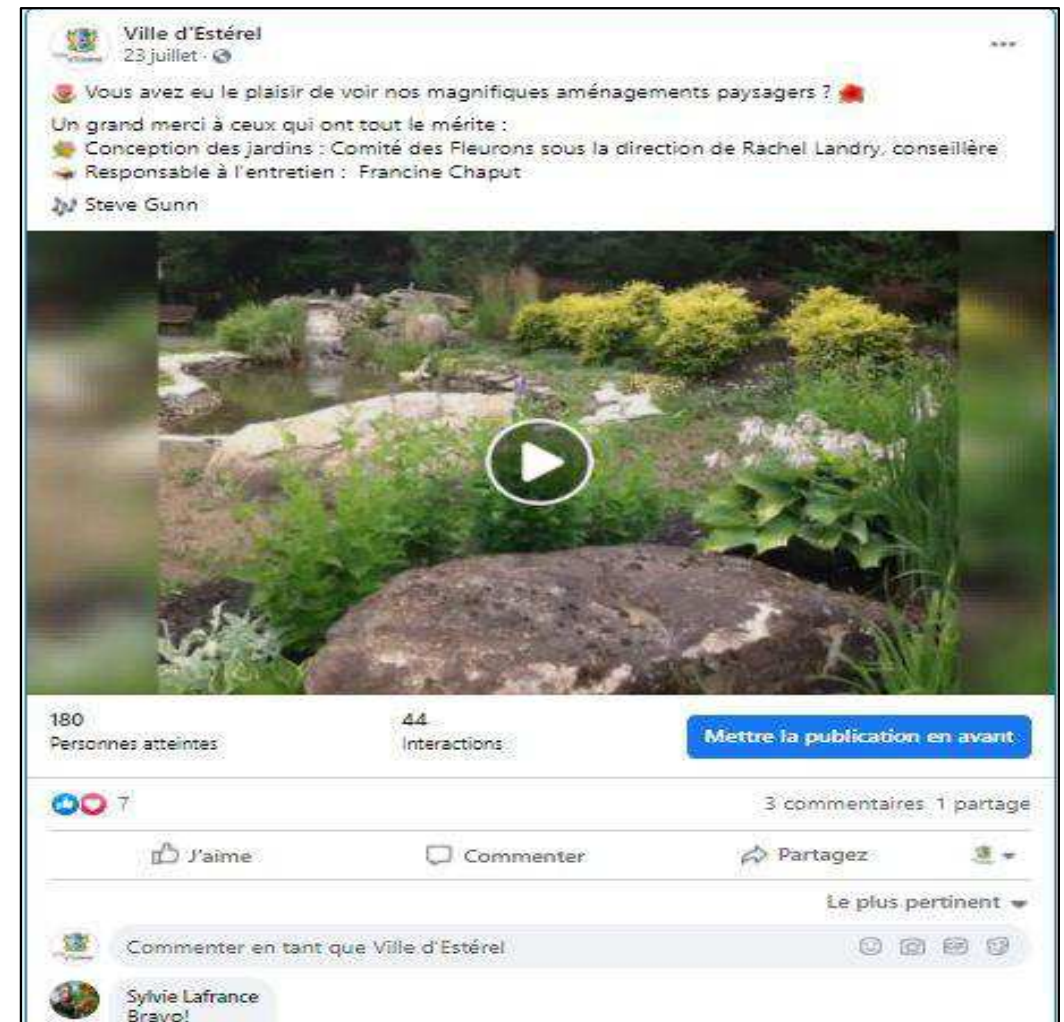 Ville d'Estérel
23 juillet ·
Vous avez eu le plaisir de voir nos magnifiques aménagements paysagers ?
Un grand merci à ceux qui ont tout le mérite :
Conception des jardins : Comité des Fleurons sous la direction de Rachel Landry, conseillère
Responsable à l'entretien : Francine Chaput
Steve Gunn
180
Personnes atteintes
44
Interactions
Mettre la publication en avant
7
3 commentaires 1 partage
J'aime
Commenter
Partagez
Le plus pertinent
Commenter en tant que Ville d'Estérel
GIF
Sylvie Lafrance
Bravo!